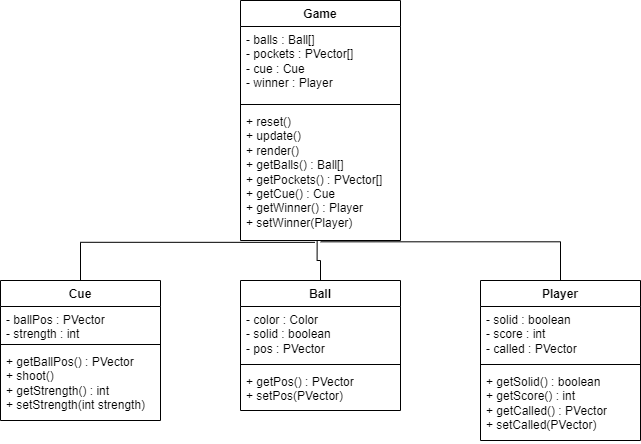 Game
- balls : Ball[]
- pockets : PVector[]
- cue : Cue
- winner : Player
+ reset()
+ update()
+ render()
+ getBalls() : Ball[]
+ getPockets() : PVector[]
+ getCue() : Cue
+ getWinner() : Player
+ setWinner(Player)
Cue
- ballPos : PVector
- strength : int
+ getBallPos() : PVector
+ shoot()
+ getStrength() : int
+ setStrength(int strength)
Ball
- color : Color
- solid : boolean
- pos : PVector
+ getPos() : PVector
+ setPos(PVector)
Player
- solid : boolean
- score : int
- called : PVector
+ getSolid() : boolean
+ getScore() : int
+ getCalled() : PVector
+ setCalled(PVector)